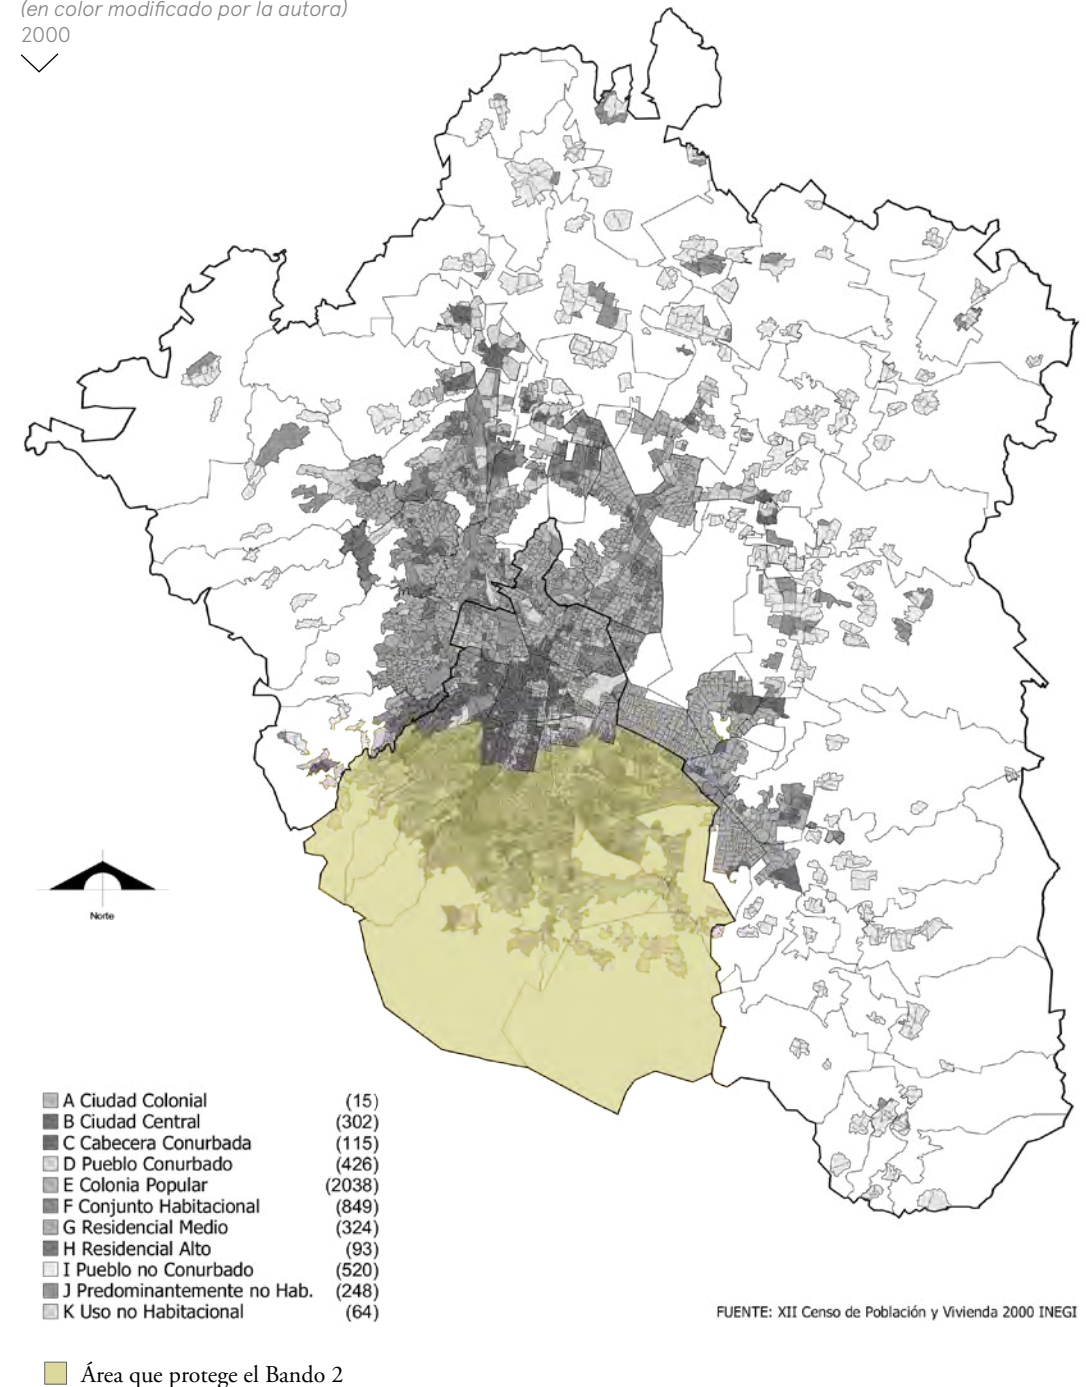 (en color modificado por la autora)
2000
Norte
A Ciudad Colonial (15)
B Ciudad Central (302)
C Cabecera Conurbada (115)
D Pueblo Conurbado (426)
E Colonia Popular (2038)
F Conjunto Habitacional (849)
G Residencial Medio (324)
H Residencial Alto (93)
I Pueblo no Conurbado (520)
J Predominantemente no Hab. (248)
K Uso no Habitacional (64)
FUENTE: XII Censo de Población y Vivienda 2000 INEGI
Área que protege el Bando 2